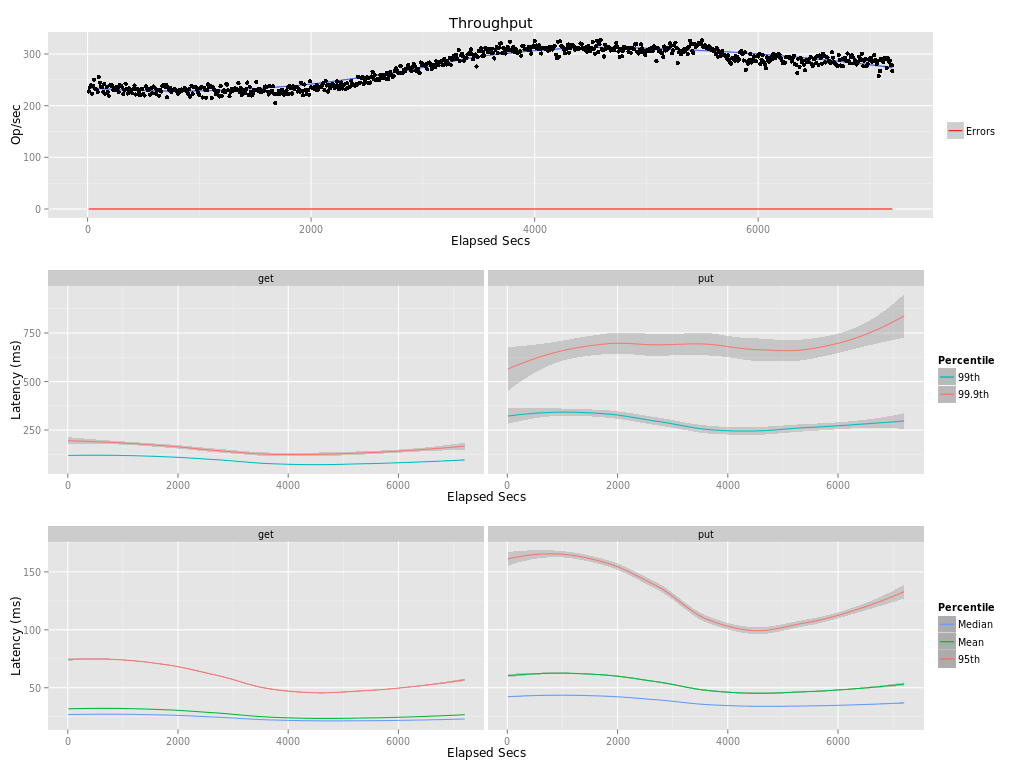 Throughput
Op/sec
300
200
100
0
0 2000 4000 6000
Elapsed Secs
Errors
get put
Latency (ms)
750
500
250
0 2000 4000 6000 0 2000 4000 6000
Elapsed Secs
Percentile
99th
99.9th
get put
Latency (ms)
150
100
50
0 2000 4000 6000 0 2000 4000 6000
Elapsed Secs
Percentile
Median
Mean
95th